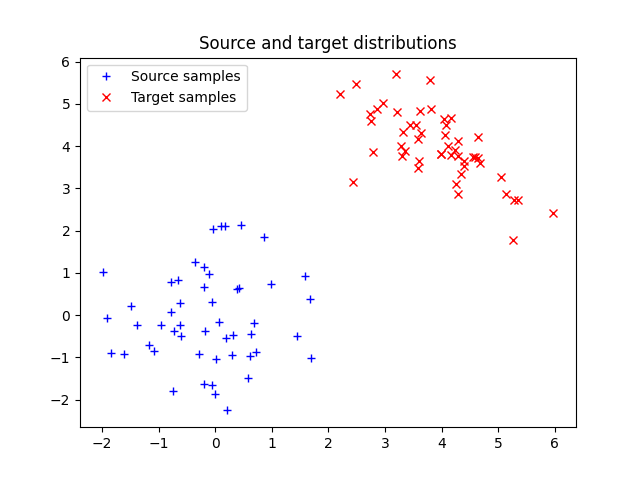 Source and target distributions
Source samples
Target samples
6
5
4
3
2
1
0
−1
−2
−2 −1 0 1 2 3 4 5 6